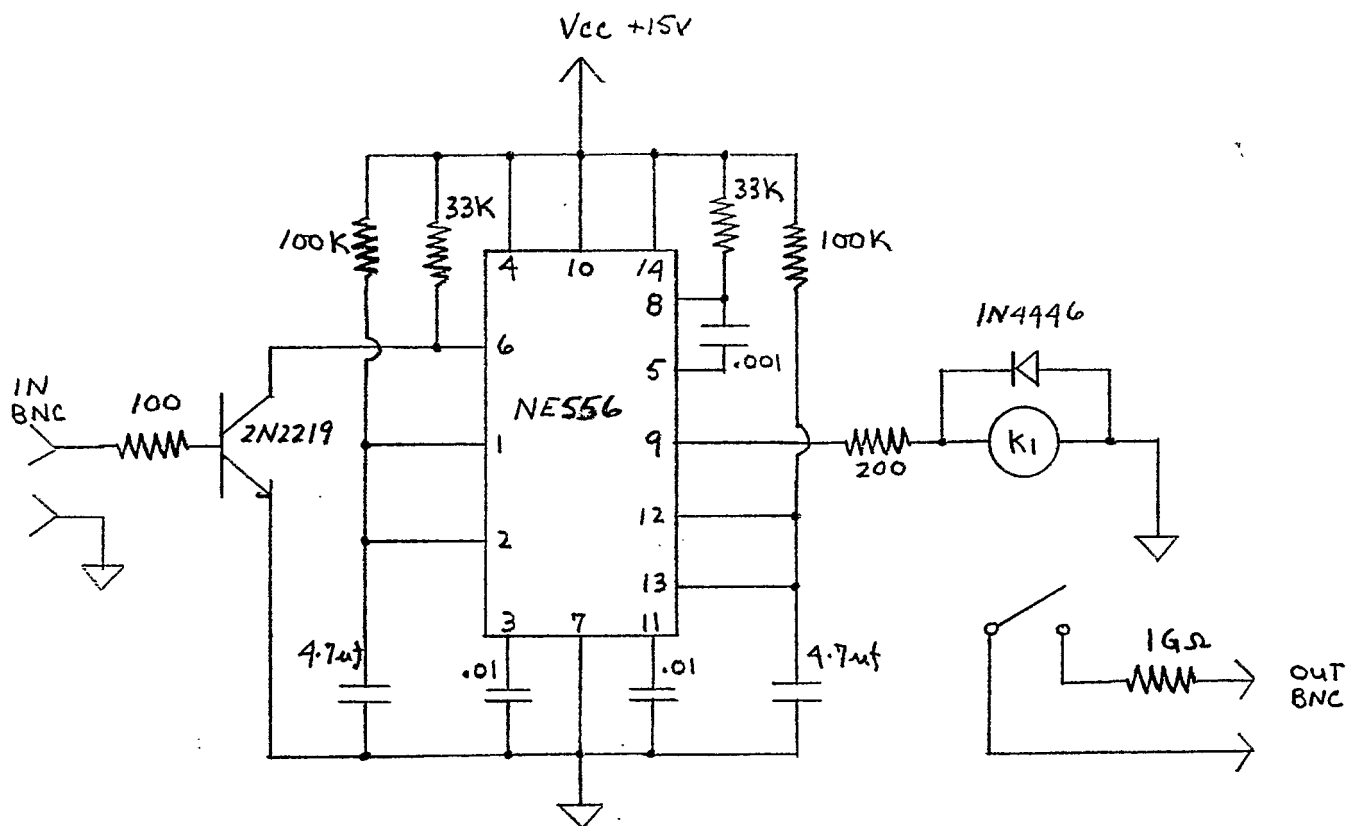 Vcc +15V
100K
33K
33K
100K
4
10
14
8
6
5
.001
1N4446
IN
BNC
100
2N2219
NE556
1
9
200
K1
2
12
13
3
7
11
4.7uf
.01
.01
4.7uf
1GΩ
OUT
BNC